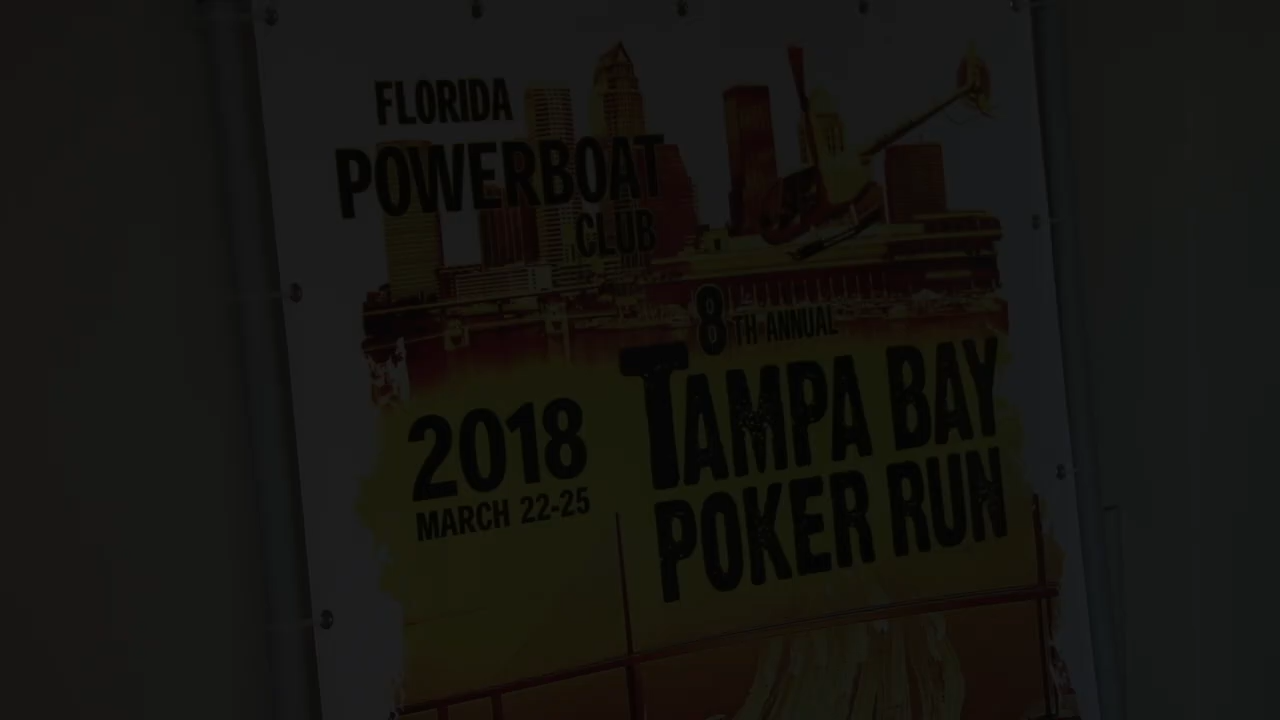 FLORIDA
POWERBOAT
CLUB
8TH ANNUAL
TAMPA BAY
POKER RUN
2018
MARCH 22-25